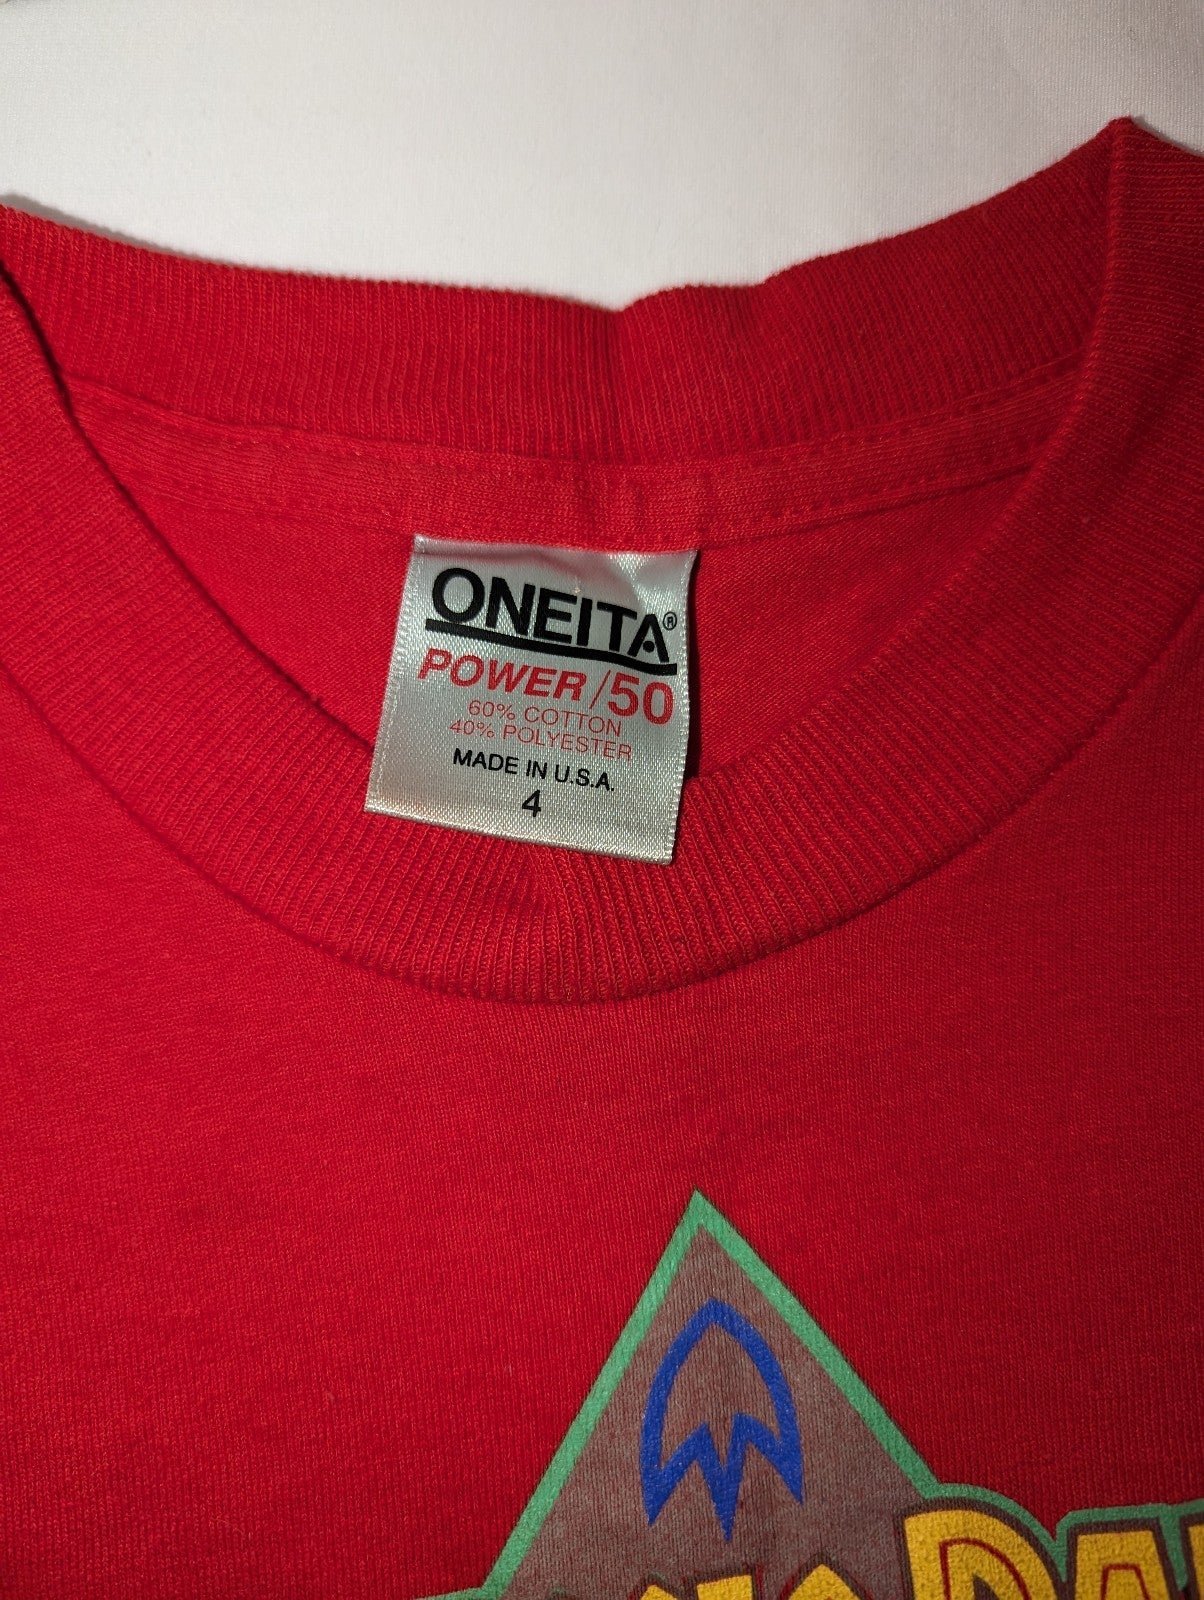 ONEITA®
POWER/50
60% COTTON
40% POLYESTER
MADE IN U.S.A.
4